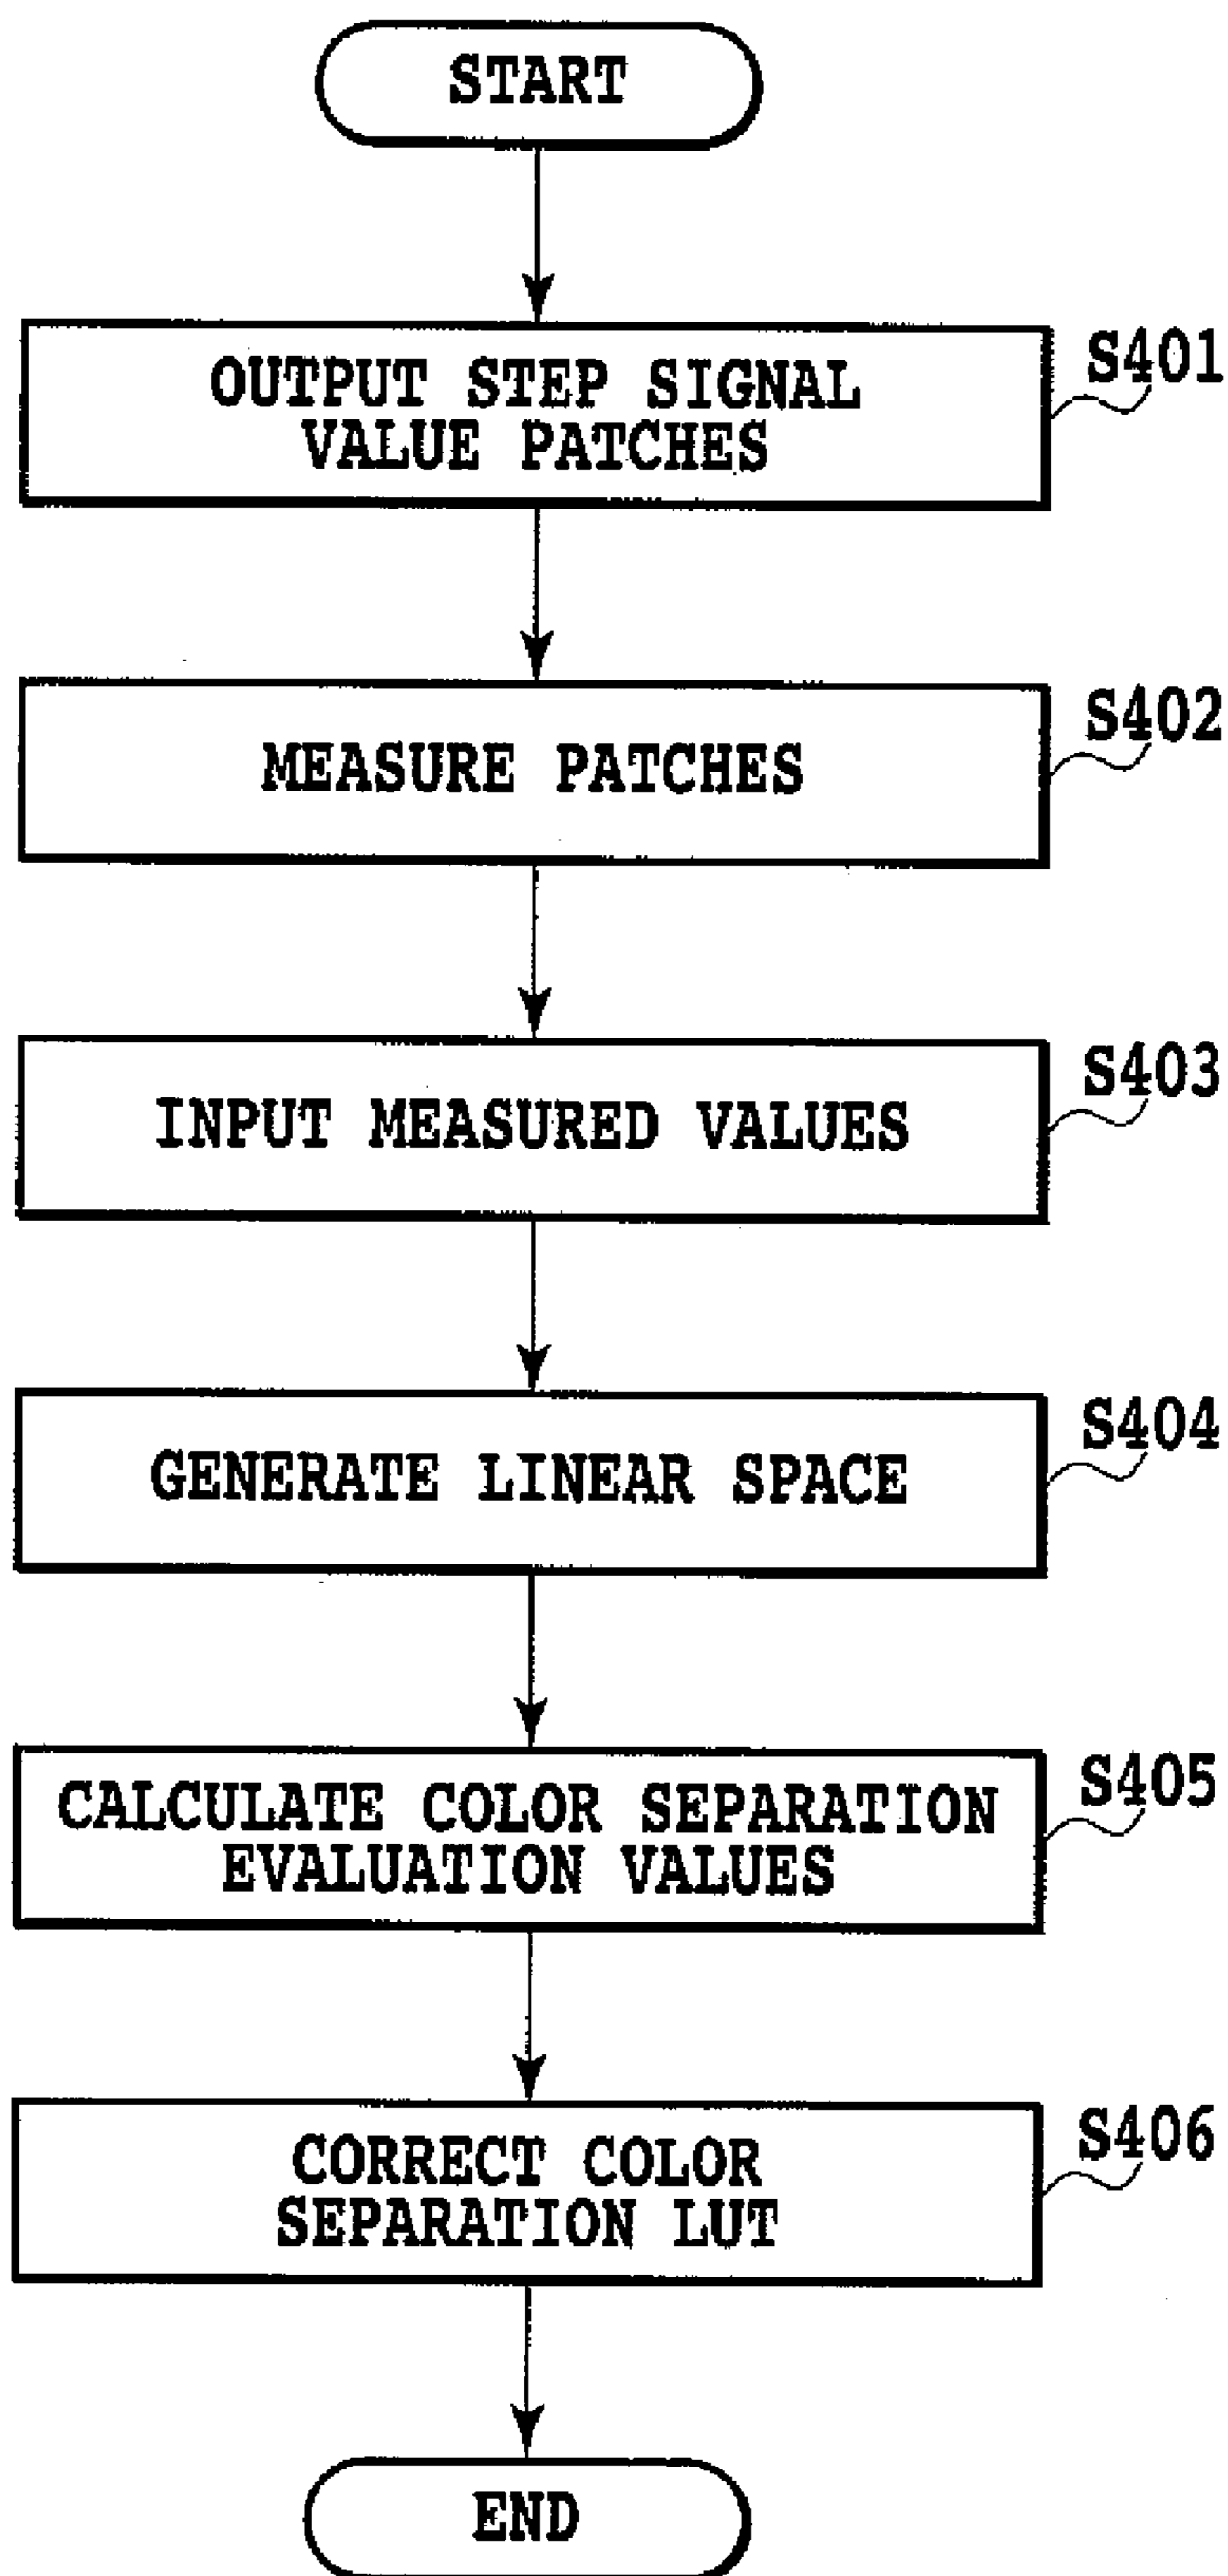 START
OUTPUT STEP SIGNAL
VALUE PATCHES
S401
MEASURE PATCHES
S402
INPUT MEASURED VALUES
S403
GENERATE LINEAR SPACE
S404
CALCULATE COLOR SEPARATION
EVALUATION VALUES
S405
CORRECT COLOR
SEPARATION LUT
S406
END